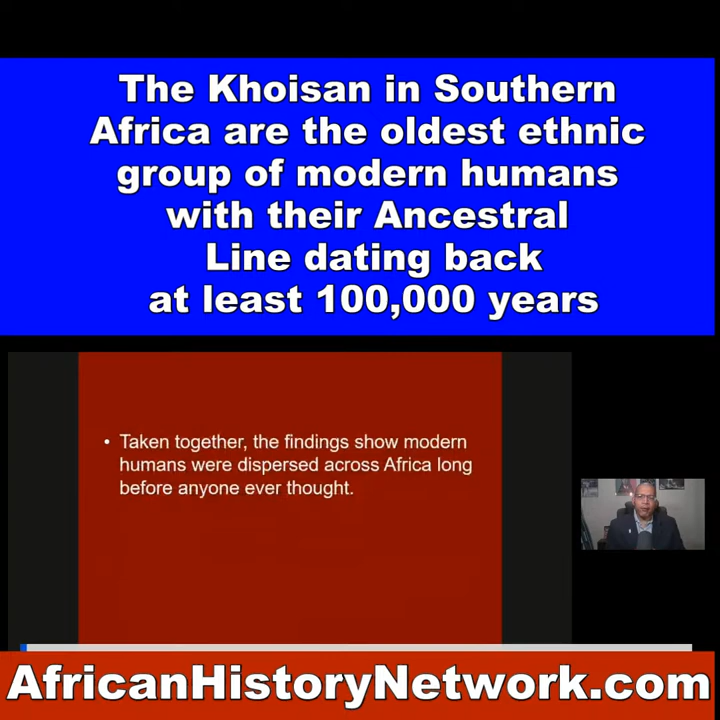 The Khoisan in Southern
Africa are the oldest ethnic
group of modern humans
with their Ancestral
Line dating back
at least 100,000 years
• Taken together, the findings show modern
humans were dispersed across Africa long
before anyone ever thought.
AfricanHistoryNetwork.com